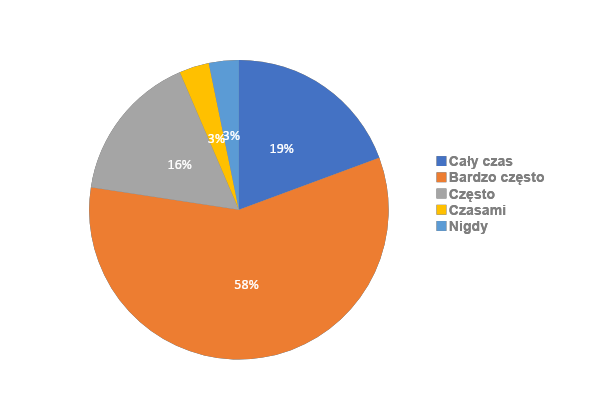 3%
3%
19%
16%
58%
Cały czas
Bardzo często
Często
Czasami
Nigdy